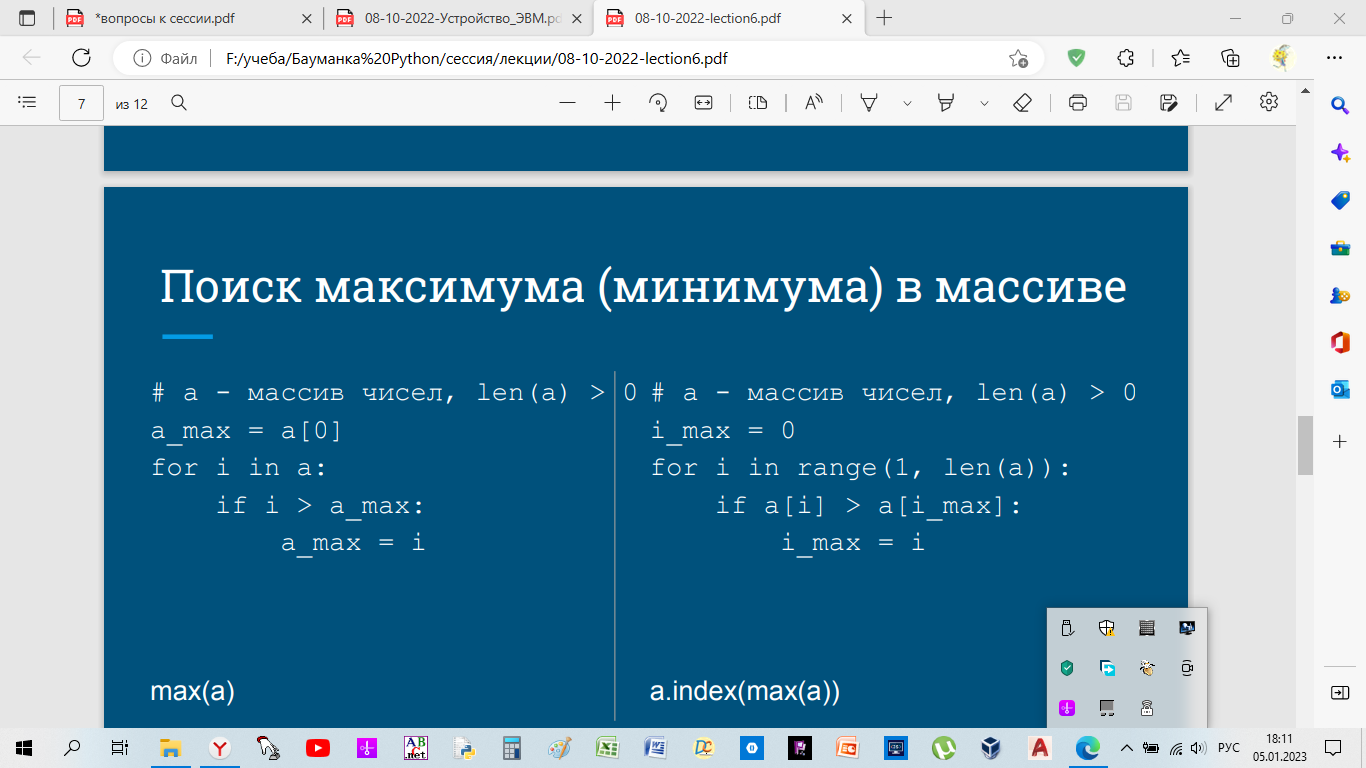 *вопросы к сессии.pdf
08-10-2022-Устройство_ЭВМ.pd
08-10-2022-lection6.pdf
Файл
F:/учеба/Бауманка%20Python/сессия/лекции/08-10-2022-lection6.pdf
7 из 12
Поиск максимума (минимума) в массиве
# a - массив чисел, len(a) > 0
a_max = a[0]
for i in a:
    if i > a_max:
        a_max = i
max(a)
# a - массив чисел, len(a) > 0
i_max = 0
for i in range(1, len(a)):
    if a[i] > a[i_max]:
        i_max = i
a.index(max(a))
РУС
18:11
05.01.2023